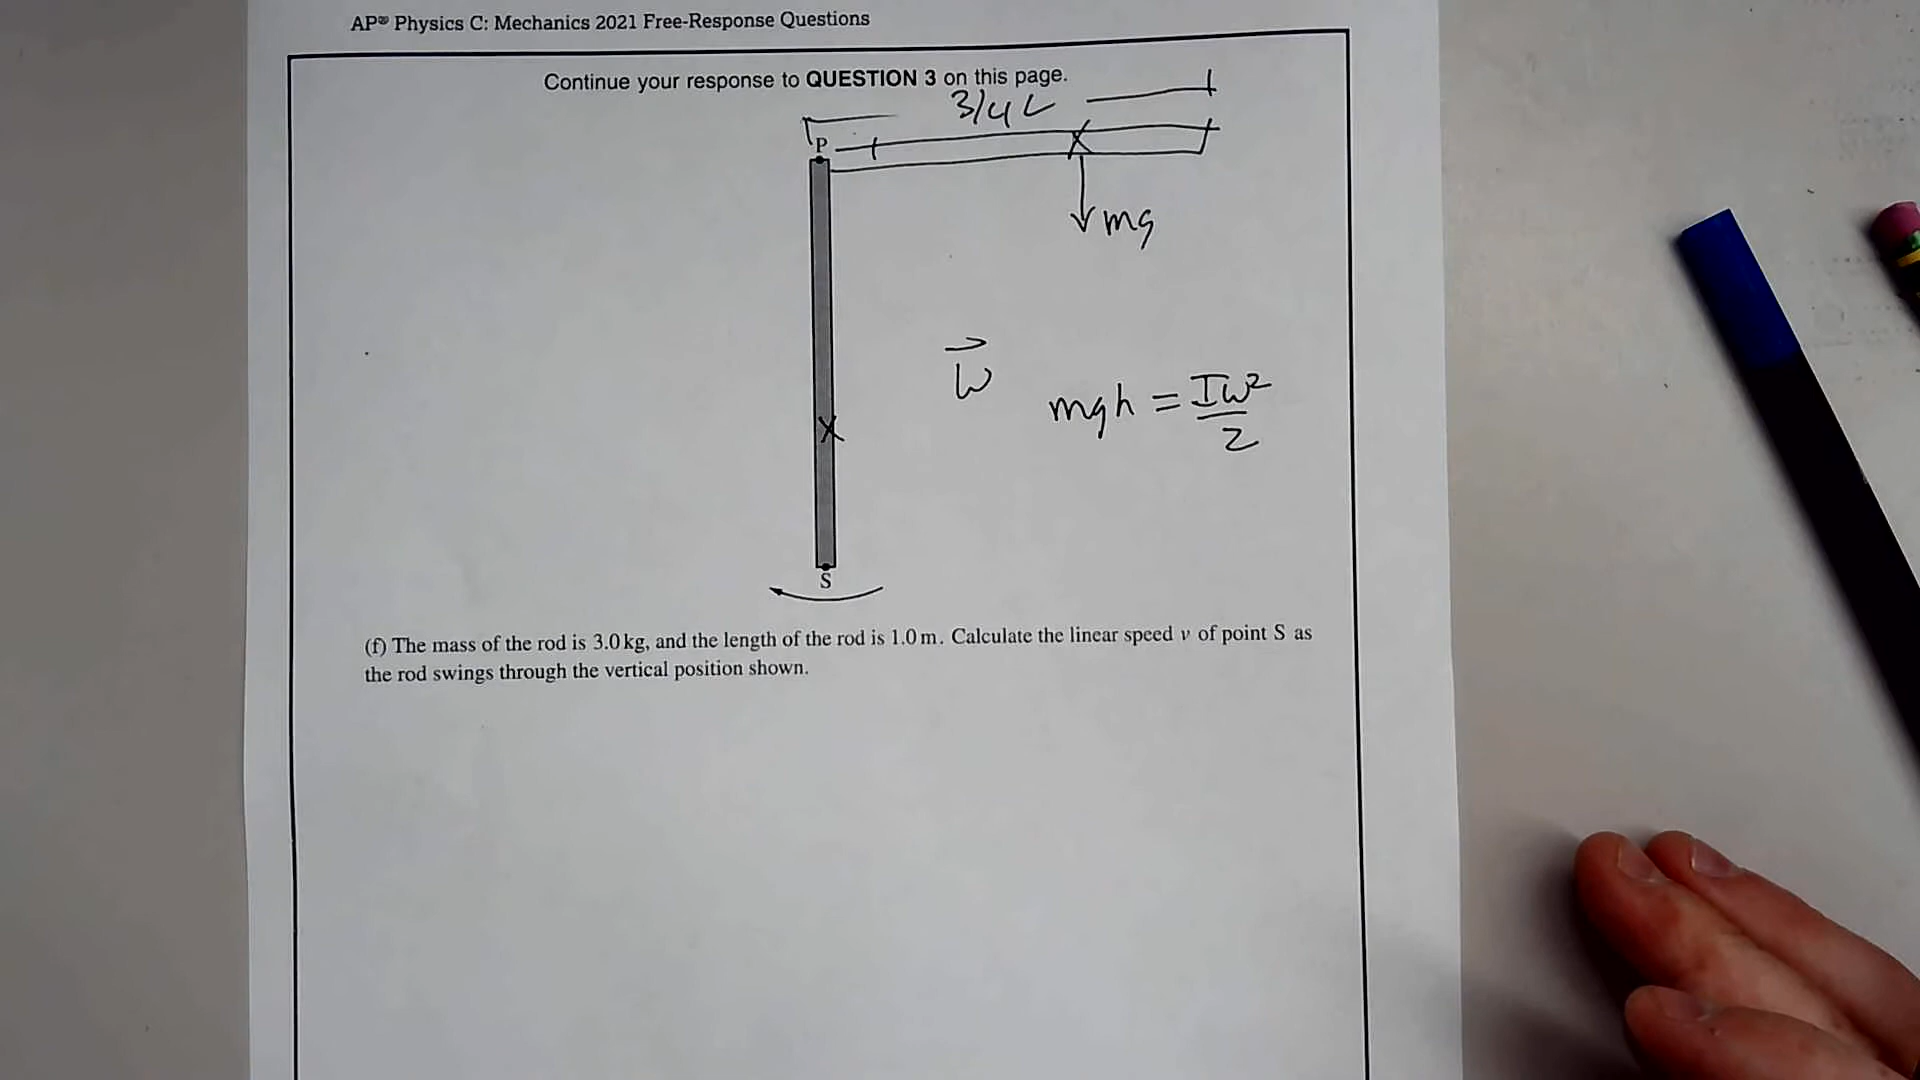 AP® Physics C: Mechanics 2021 Free-Response Questions
Continue your response to QUESTION 3 on this page.
3/4 L
P
mg
ω
mgh = Iω²/2
S
(f) The mass of the rod is 3.0 kg, and the length of the rod is 1.0 m. Calculate the linear speed v of point S as
the rod swings through the vertical position shown.